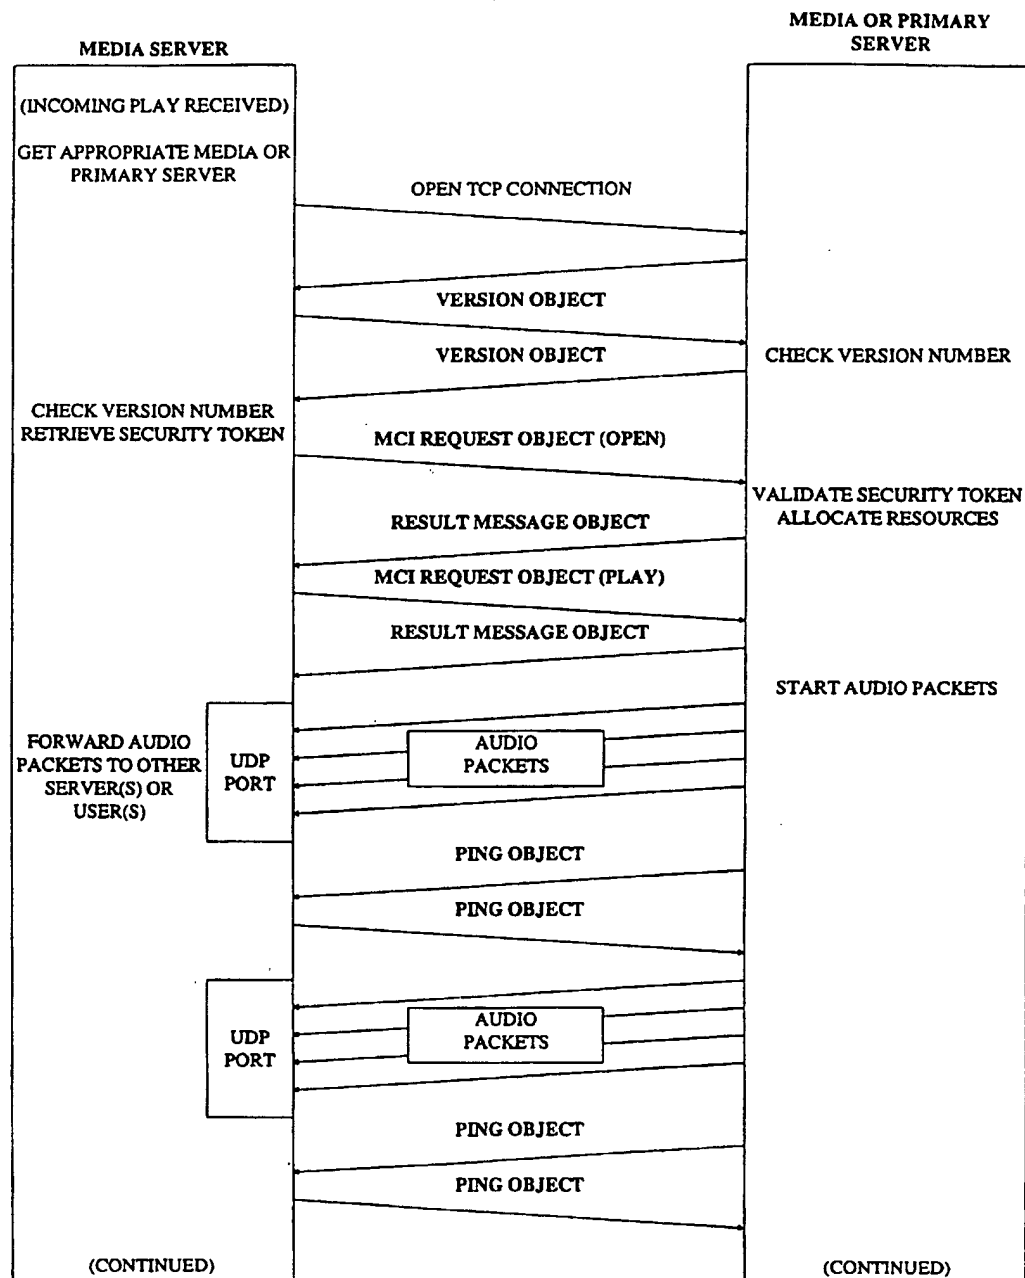 MEDIA SERVER
MEDIA OR PRIMARY
SERVER
(INCOMING PLAY RECEIVED)
GET APPROPRIATE MEDIA OR
PRIMARY SERVER
OPEN TCP CONNECTION
VERSION OBJECT
VERSION OBJECT
CHECK VERSION NUMBER
CHECK VERSION NUMBER
RETRIEVE SECURITY TOKEN
MCI REQUEST OBJECT (OPEN)
VALIDATE SECURITY TOKEN
ALLOCATE RESOURCES
RESULT MESSAGE OBJECT
MCI REQUEST OBJECT (PLAY)
RESULT MESSAGE OBJECT
START AUDIO PACKETS
FORWARD AUDIO
PACKETS TO OTHER
SERVER(S) OR
USER(S)
UDP
PORT
AUDIO
PACKETS
PING OBJECT
PING OBJECT
UDP
PORT
AUDIO
PACKETS
PING OBJECT
PING OBJECT
(CONTINUED)
(CONTINUED)